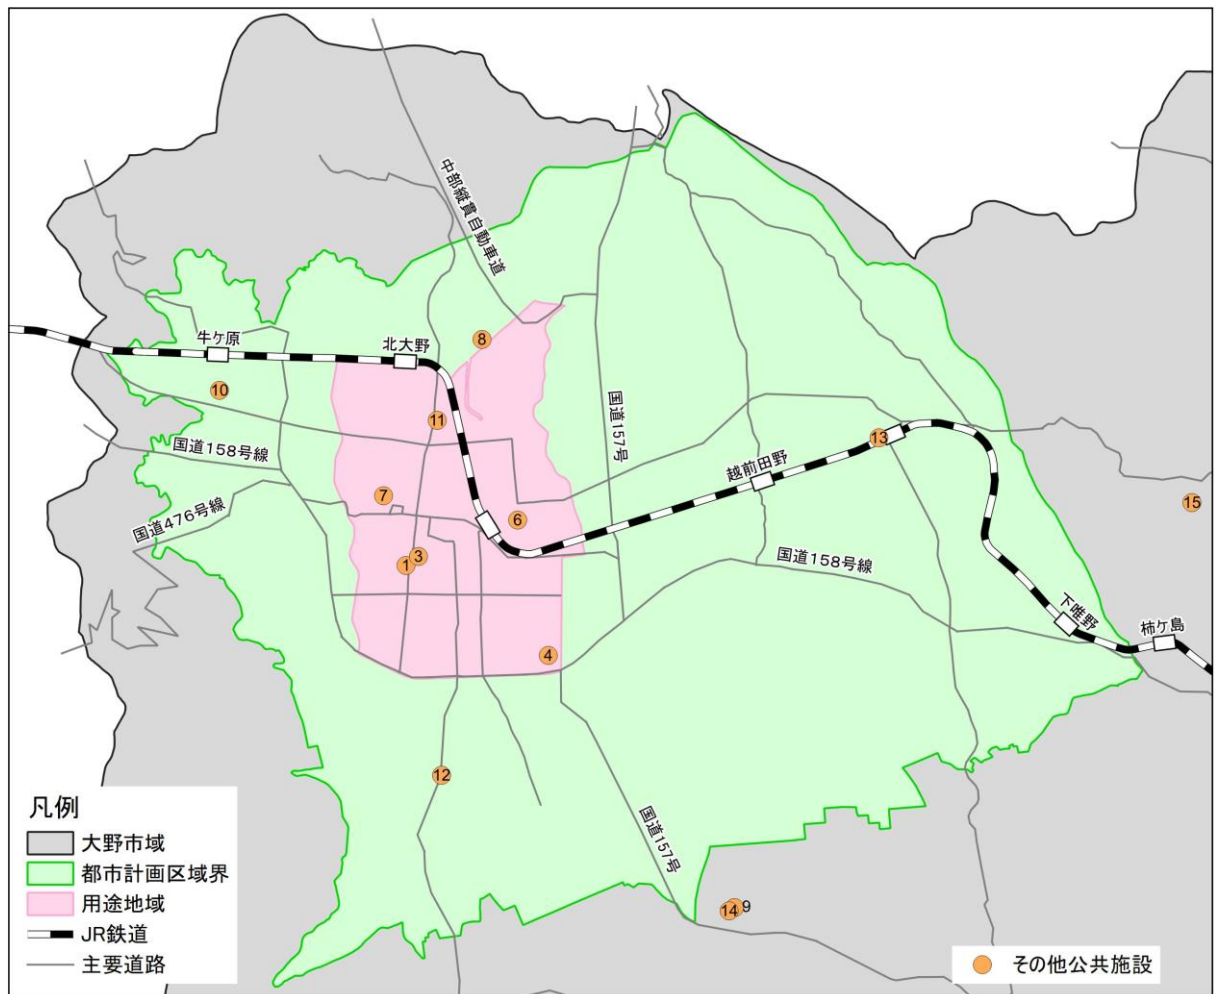 中部縦貫自動車道
8
牛ケ原
北大野
10
11
国道157号
国道158号線
13
越前田野
7
15
国道476号線
6
3
1
国道158号線
下唯野
柿ケ島
4
12
国道157号
14
9
凡例
大野市域
都市計画区域界
用途地域
JR鉄道
主要道路
その他公共施設